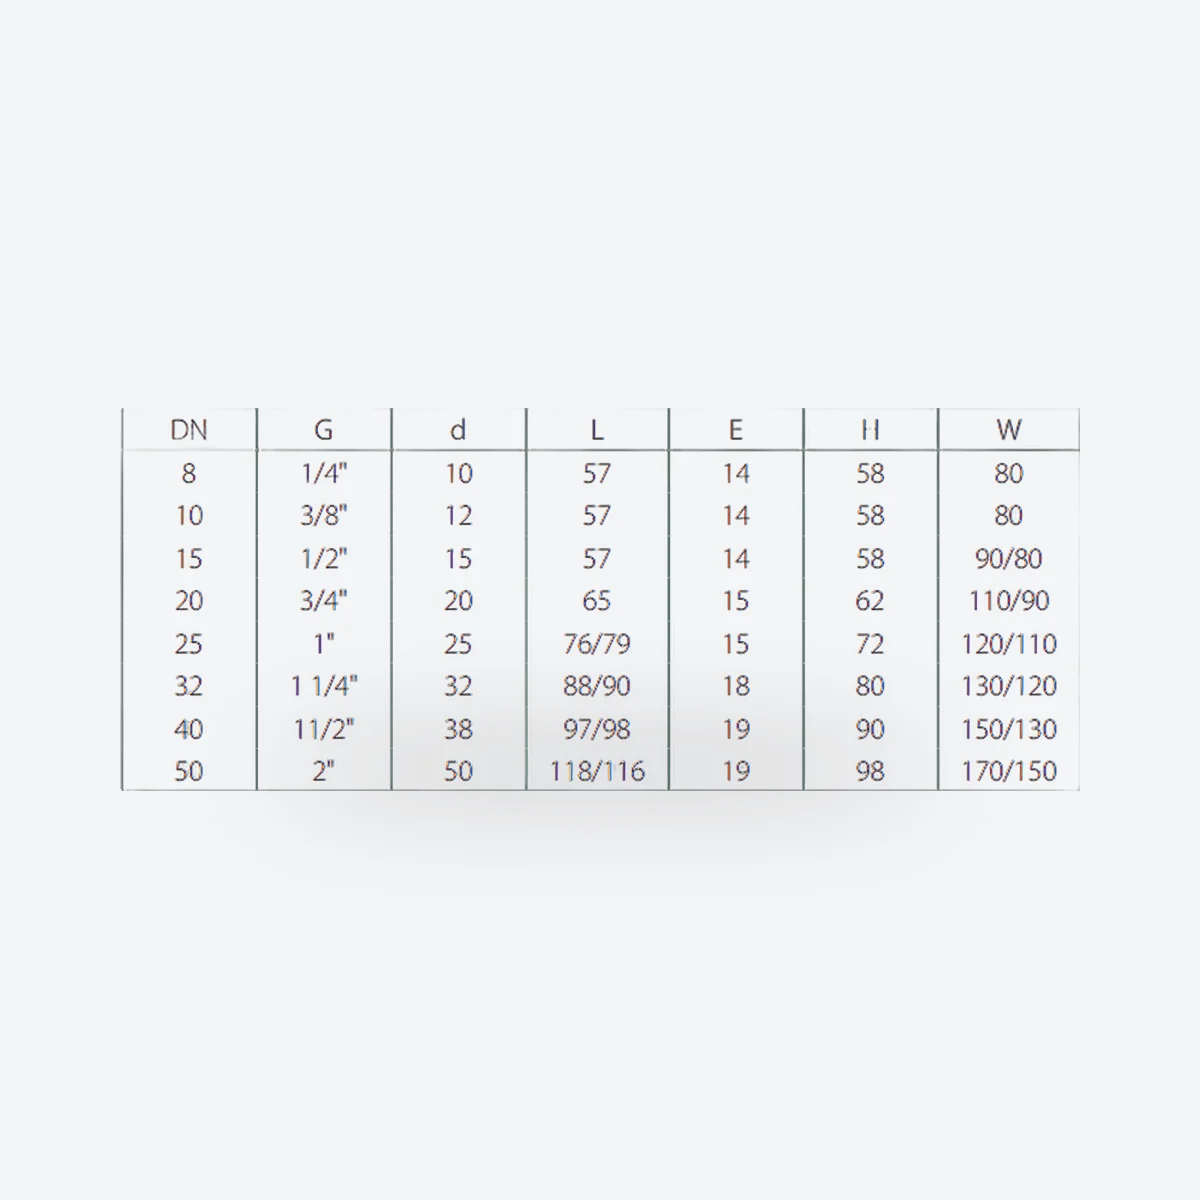 DN G d L E H W
8 1/4" 10 57 14 58 80
10 3/8" 12 57 14 58 80
15 1/2" 15 57 14 58 90/80
20 3/4" 20 65 15 62 110/90
25 1" 25 76/79 15 72 120/110
32 1 1/4" 32 88/90 18 80 130/120
40 11/2" 38 97/98 19 90 150/130
50 2" 50 118/116 19 98 170/150